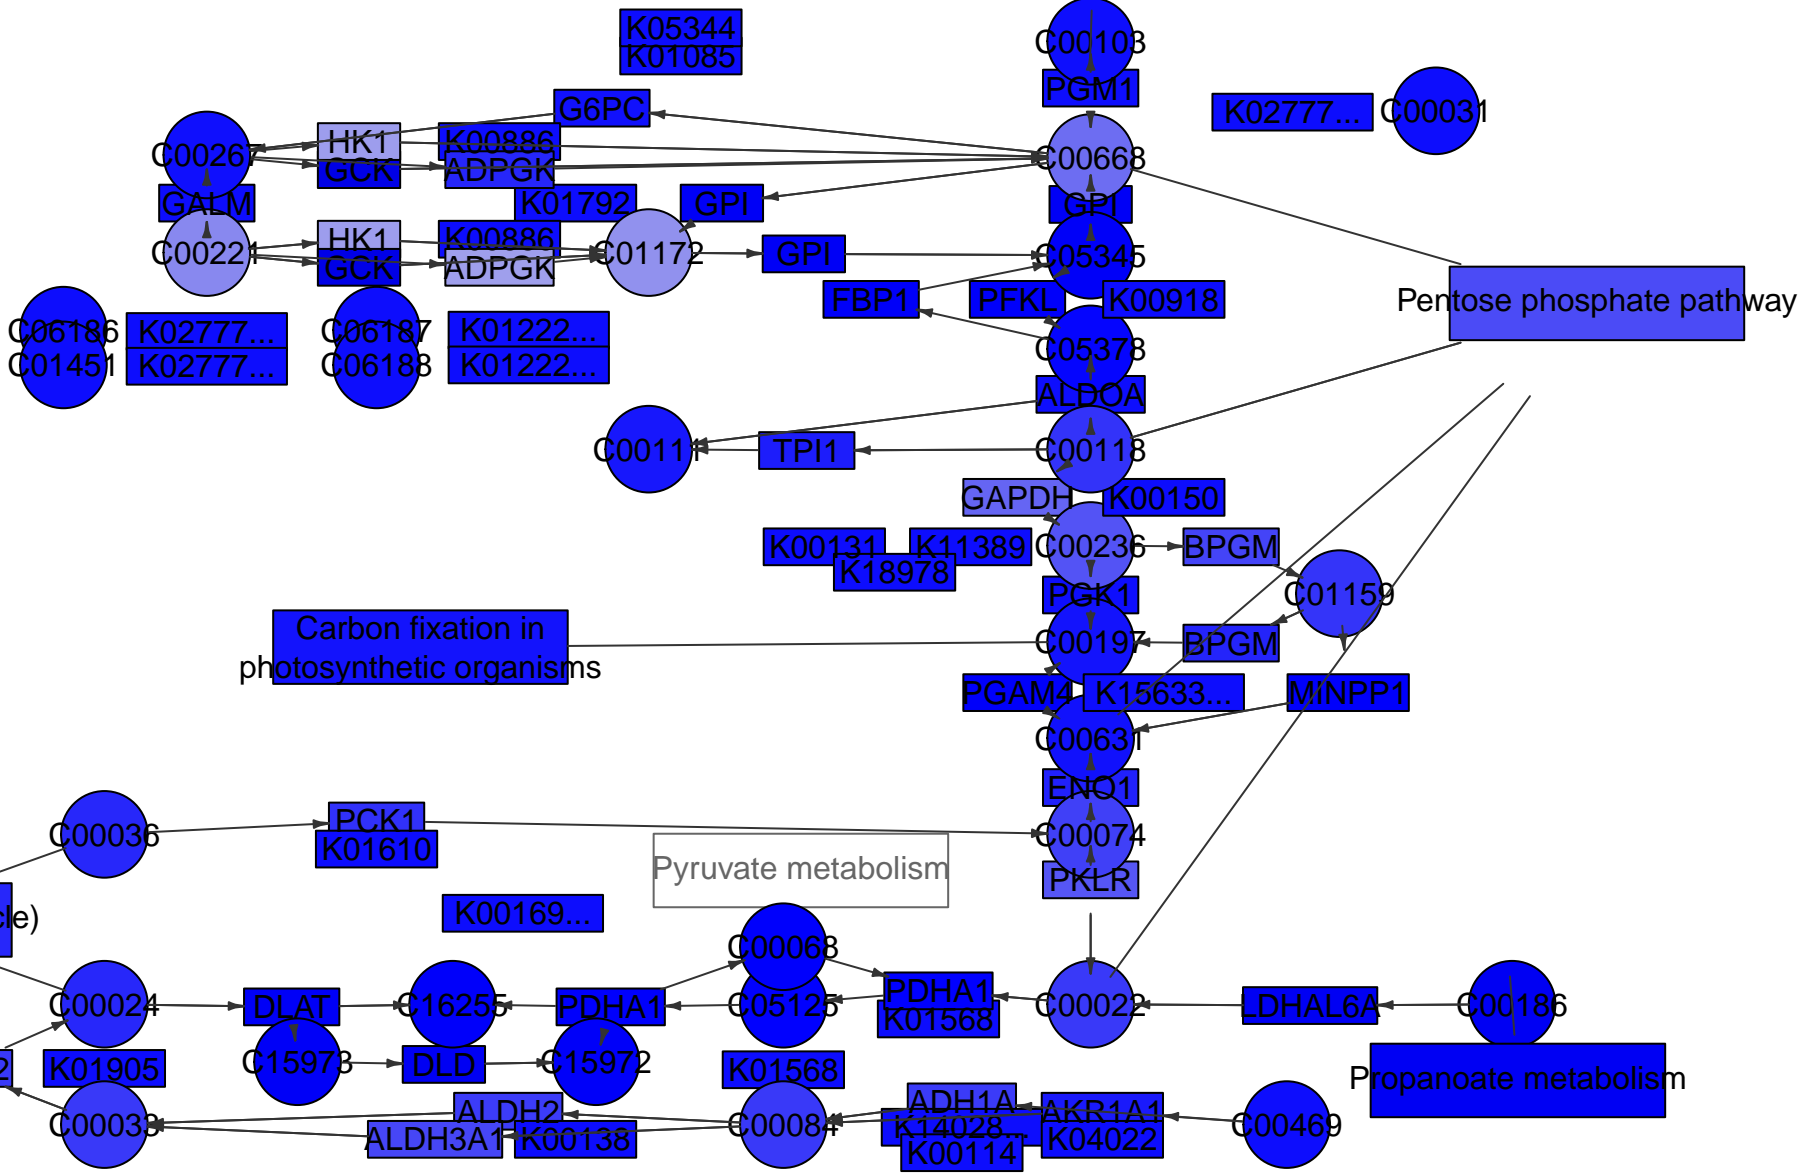 K05344
K01085
C00103
PGM1
K02777...
C00031
G6PC
C00267
HK1
K00886
GCK
ADPGK
C00668
GALM
K01792
GPI
GPI
C00221
HK1
K00886
GCK
ADPGK
C01172
GPI
C05345
FBP1
PFKL
K00918
Pentose phosphate pathway
C06186
K02777...
C06187
K01222...
C05378
C01451
K02777...
C06188
K01222...
ALDOA
C00111
TPI1
C00118
GAPDH
K00150
K00131
K11389
K18978
C00236
BPGM
PGK1
C01159
Carbon fixation in
photosynthetic organisms
C00197
BPGM
PGAM4
K15633...
MINPP1
C00631
ENO1
C00036
PCK1
K01610
C00074
Pyruvate metabolism
PKLR
cle)
K00169...
C00068
C00024
DLAT
C16255
PDHA1
C05125
PDHA1
K01568
C00022
LDHAL6A
C00186
2
K01905
C15973
DLD
C15972
K01568
Propanoate metabolism
C00033
ALDH2
ALDH3A1
K00138
C00084
ADH1A
K14028...
K00114
AKR1A1
K04022
C00469